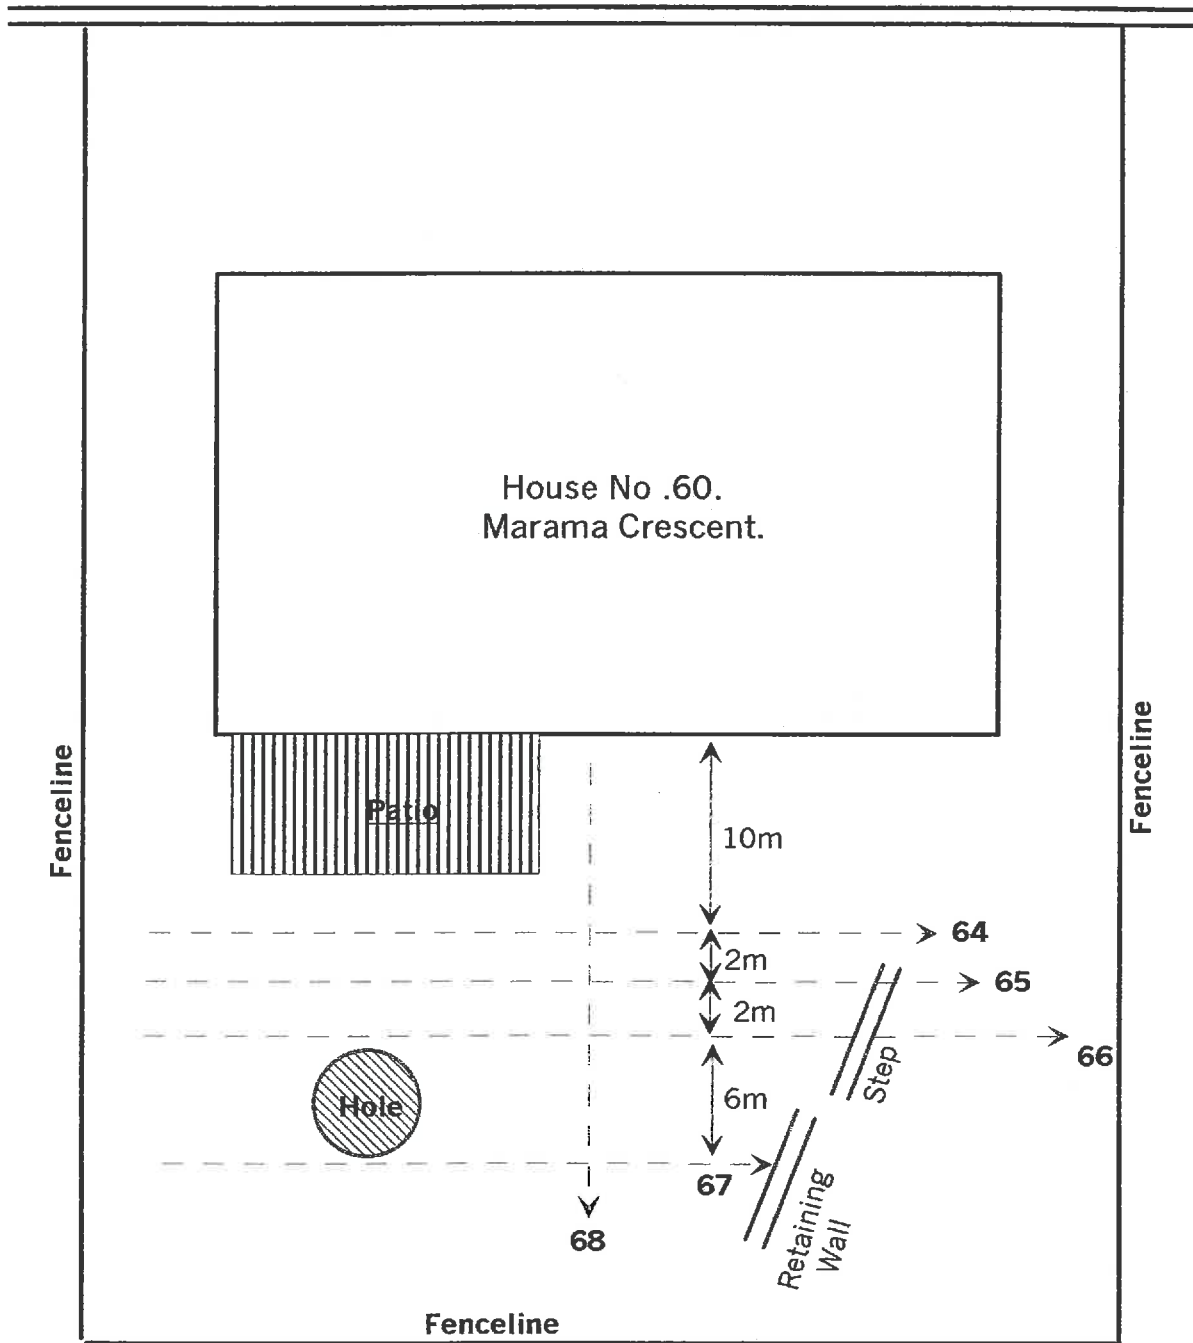 House No .60.
Marama Crescent.
Fenceline
Fenceline
Patio
10m
64
2m
65
2m
66
Step
Hole
6m
67
Retaining
Wall
68
Fenceline